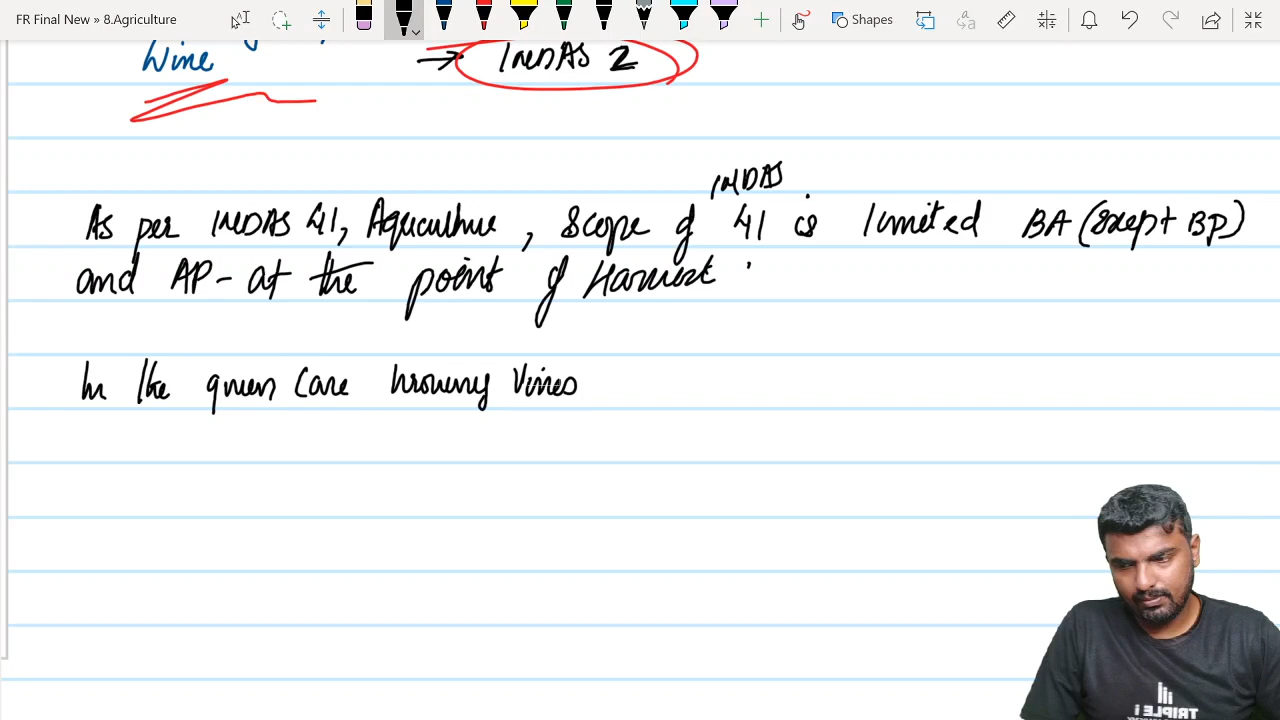 FR Final New » 8.Agriculture
Shapes
Wine → INDAS 2
INDAS
As per INDAS 41, Agriculture, Scope of 41 is limited BA (Except BP)
and AP - at the point of Harvest.
In the given Case Growing Vines
TRIPLE i